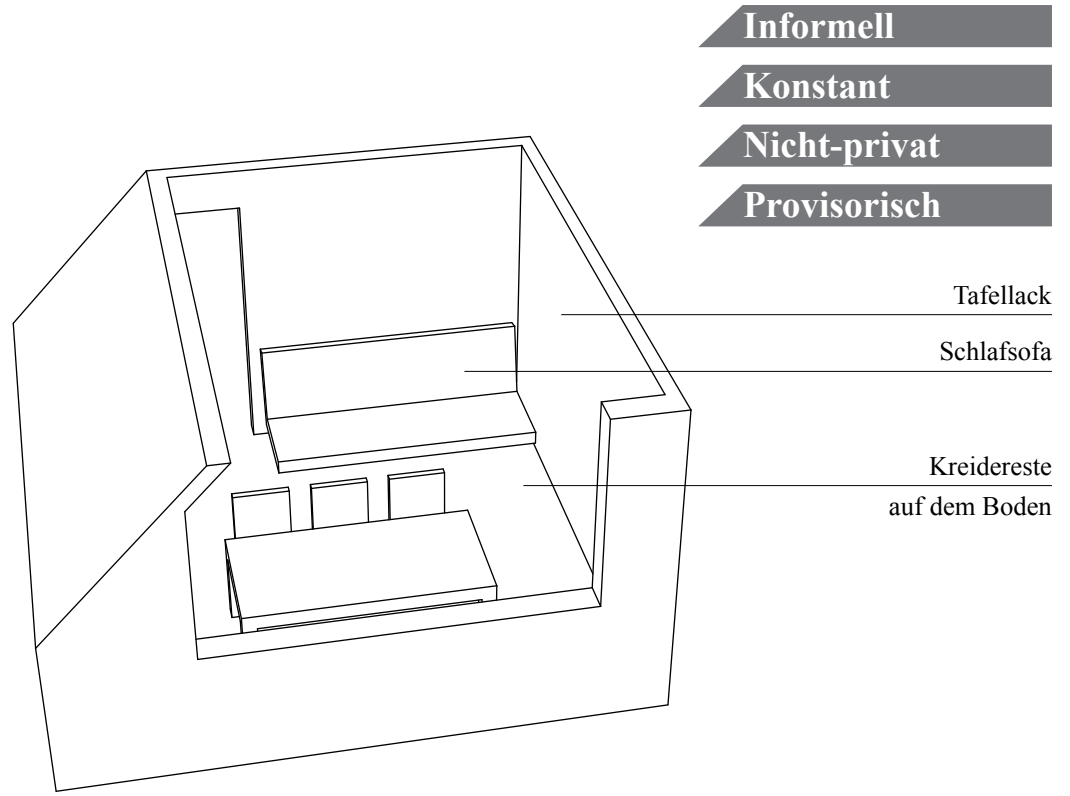 Informell
Konstant
Nicht-privat
Provisorisch
Tafellack
Schlafsofa
Kreidereste
auf dem Boden